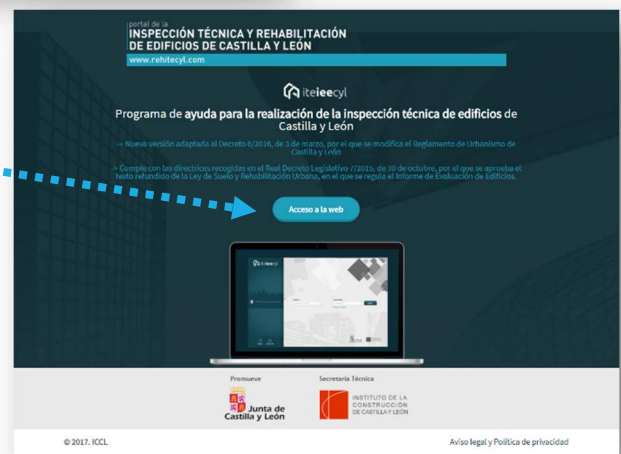 portal de la
INSPECCIÓN TÉCNICA Y REHABILITACIÓN
DE EDIFICIOS DE CASTILLA Y LEÓN
www.rehitecyl.com
iteieecyl
Programa de ayuda para la realización de la inspección técnica de edificios de
Castilla y León
-> Nueva versión adaptada al Decreto 6/2016, de 3 de marzo, por el que se modifica el Reglamento de Urbanismo de
Castilla y León
-> Cumple con las directrices recogidas en el Real Decreto Legislativo 7/2015, de 30 de octubre, por el que se aprueba el
texto refundido de la Ley de Suelo y Rehabilitación Urbana, en el que se regula el Informe de Evaluación de Edificios.
Acceso a la web
iteieecyl
Promueve
Secretaría Técnica
Junta de
Castilla y León
INSTITUTO DE LA
CONSTRUCCIÓN
DE CASTILLA Y LEÓN
© 2017. ICCL
Aviso legal y Política de privacidad